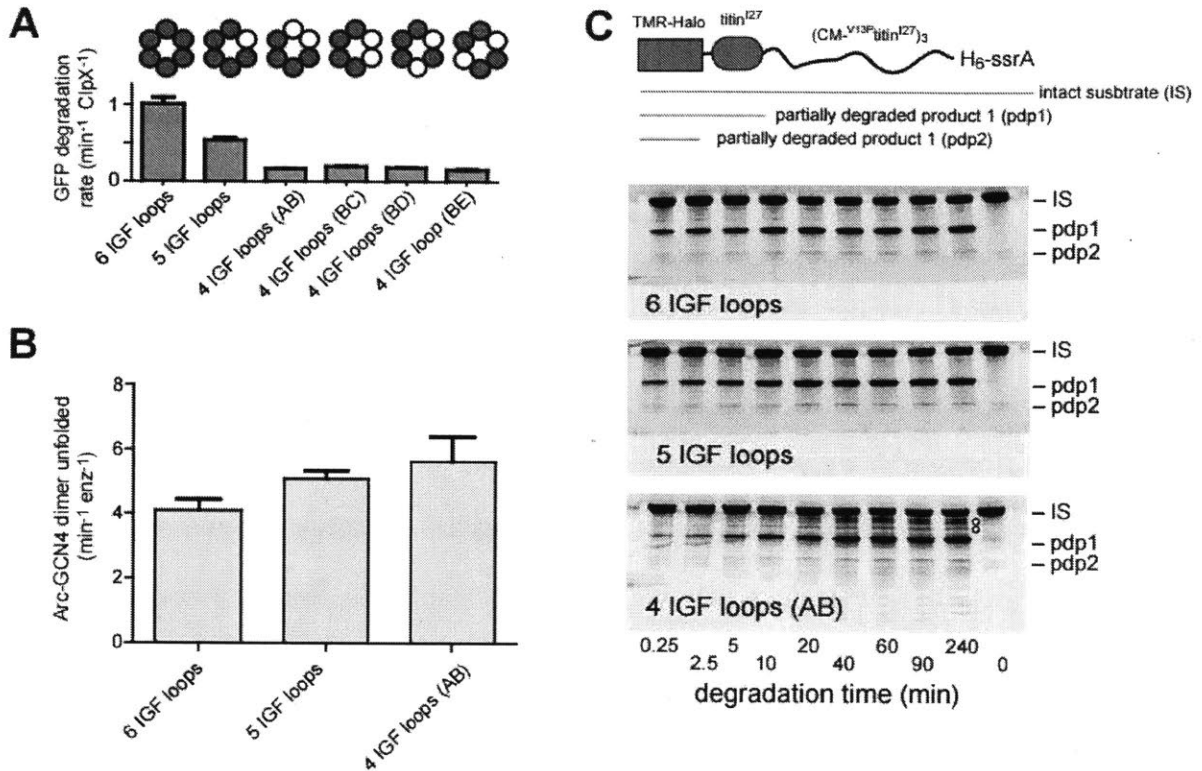 A
GFP degradation
rate (min⁻¹ ClpX⁻¹)
1
0
6 IGF loops
5 IGF loops
4 IGF loops (AB)
4 IGF loops (BC)
4 IGF loops (BD)
4 IGF loop (BE)
B
Arc-GCN4 dimer unfolded
(min⁻¹ enz⁻¹)
8
6
4
2
0
6 IGF loops
5 IGF loops
4 IGF loops (AB)
C
TMR-Halo
titin^I27
(CM-^V13P titin^I27)₃
H₆-ssrA
intact susbtrate (IS)
partially degraded product 1 (pdp1)
partially degraded product 1 (pdp2)
– IS
– pdp1
– pdp2
6 IGF loops
– IS
– pdp1
– pdp2
5 IGF loops
– IS
– pdp1
– pdp2
4 IGF loops (AB)
0.25 5 20 60 240
2.5 10 40 90 0
degradation time (min)